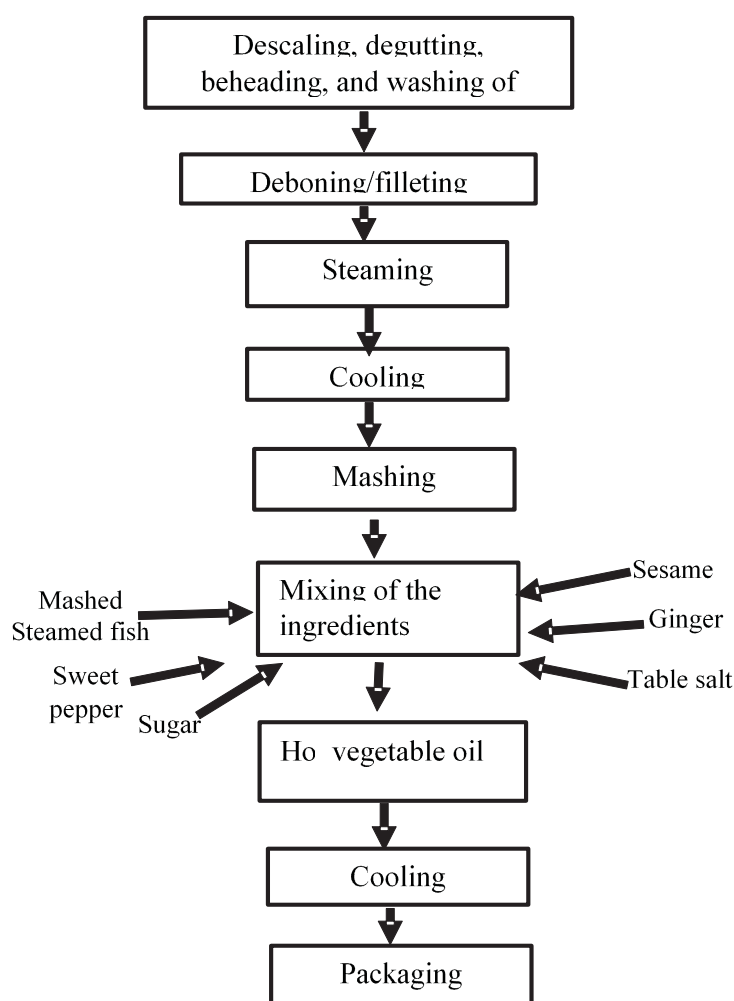 Descaling, degutting,
beheading, and washing of
Deboning/filleting
Steaming
Cooling
Mashing
Mixing of the
ingredients
Mashed
Steamed fish
Sweet
pepper
Sugar
Sesame
Ginger
Table salt
Ho vegetable oil
Cooling
Packaging